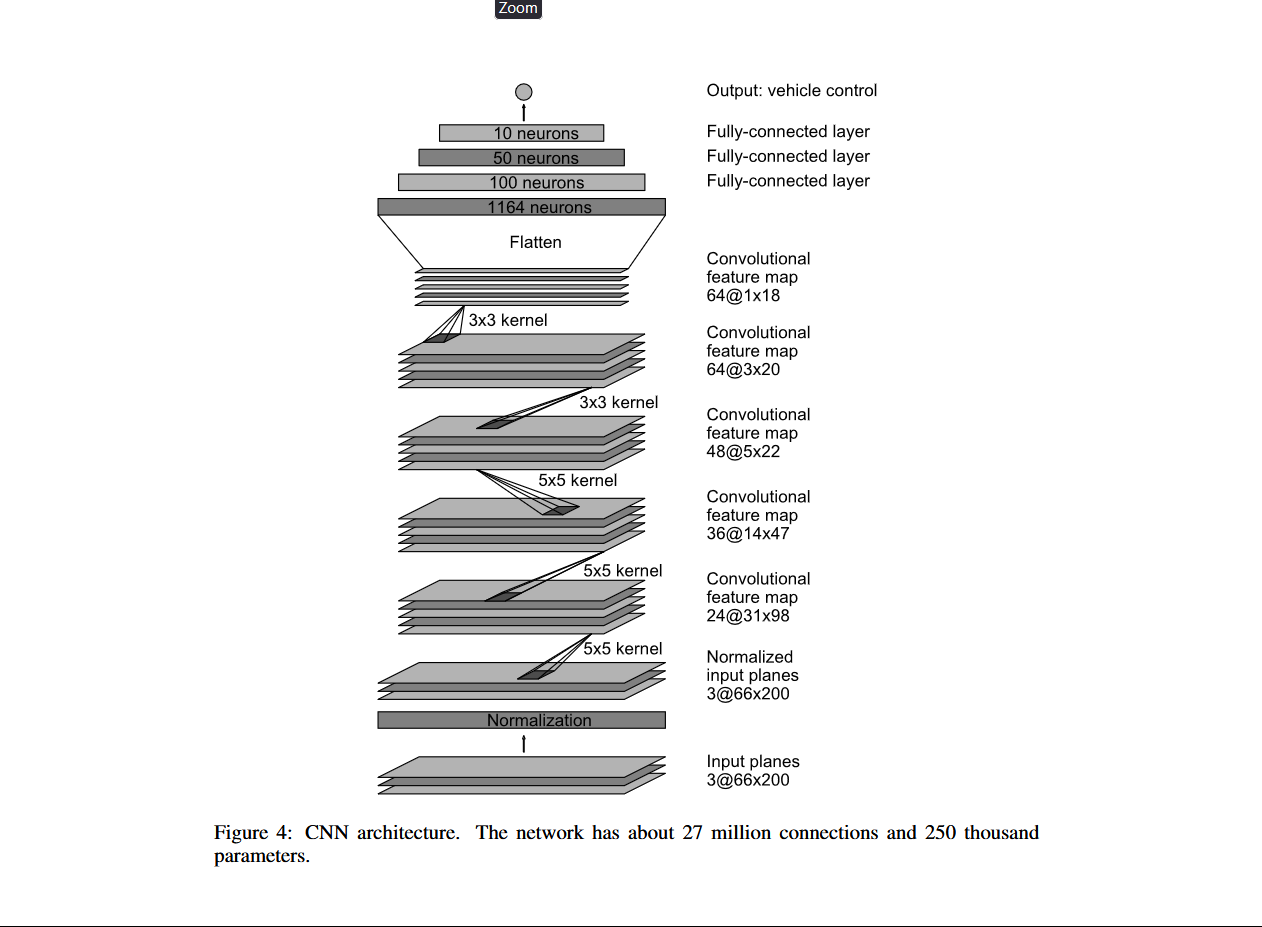 Zoom
Output: vehicle control
10 neurons
Fully-connected layer
50 neurons
Fully-connected layer
100 neurons
Fully-connected layer
1164 neurons
Flatten
Convolutional
feature map
64@1x18
3x3 kernel
Convolutional
feature map
64@3x20
3x3 kernel
Convolutional
feature map
48@5x22
5x5 kernel
Convolutional
feature map
36@14x47
5x5 kernel
Convolutional
feature map
24@31x98
5x5 kernel
Normalized
input planes
3@66x200
Normalization
Input planes
3@66x200
Figure 4: CNN architecture. The network has about 27 million connections and 250 thousand
parameters.